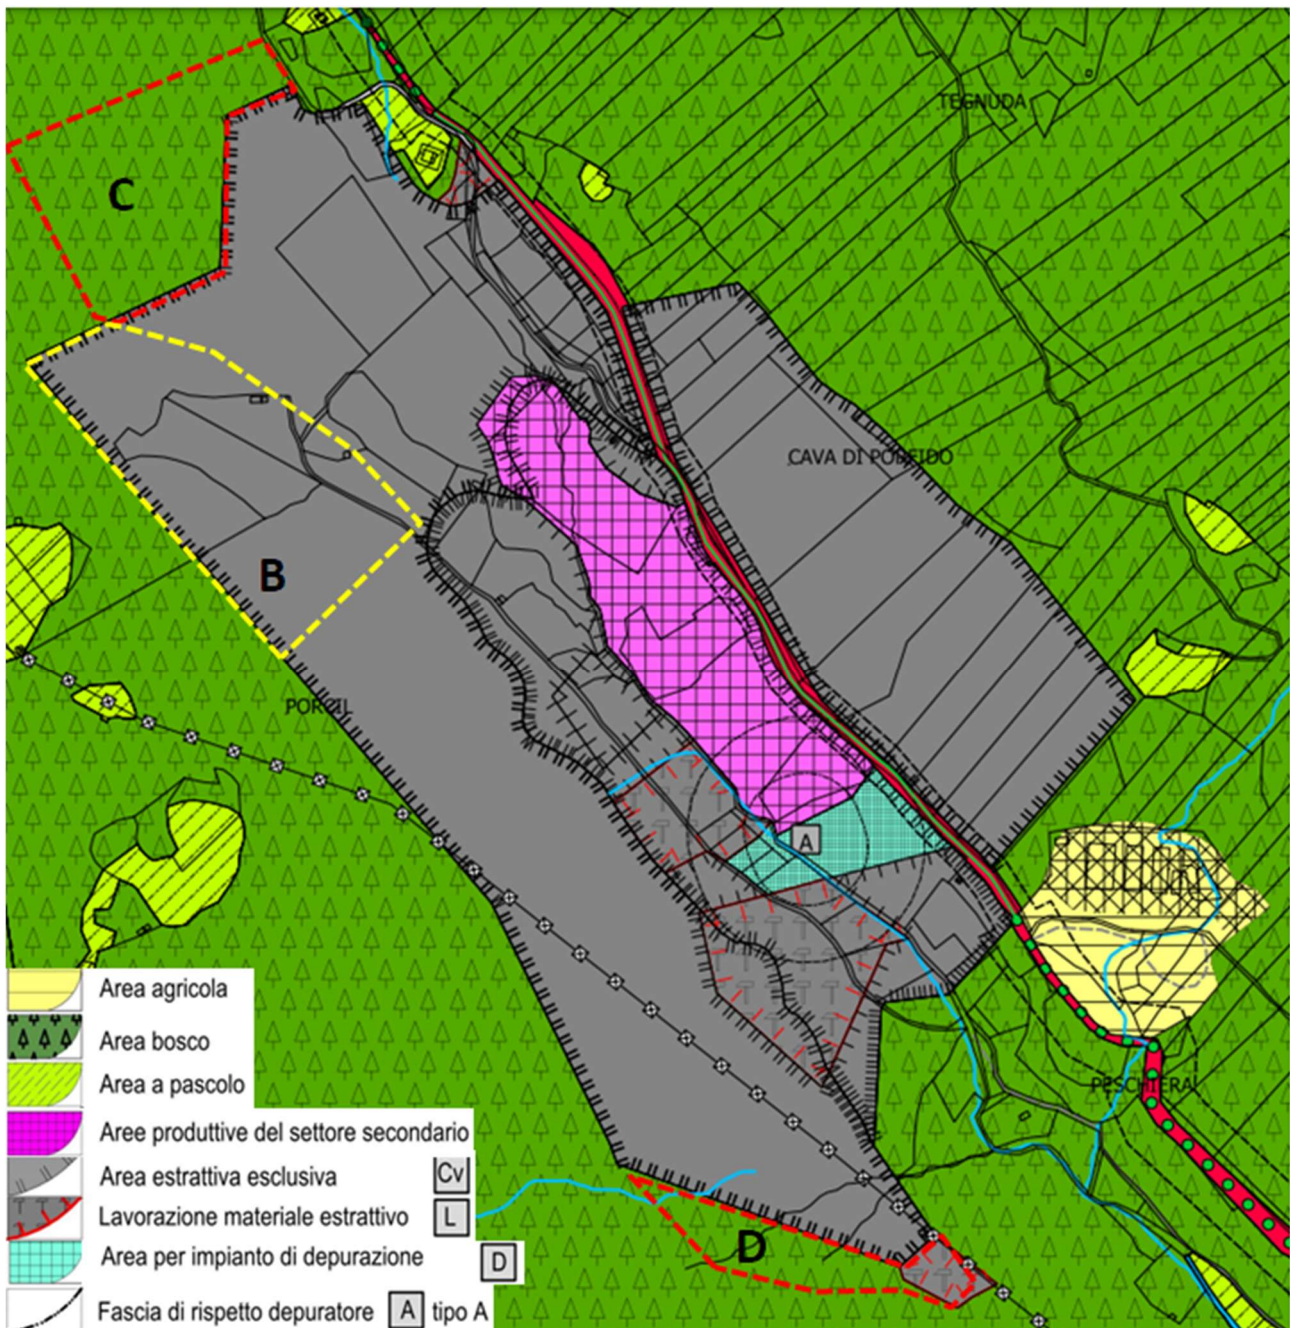 TEGNUDA
C
CAVA DI PODEIDO
B
PORCIL
A
PESCHIERA
D
Area agricola
Area bosco
Area a pascolo
Aree produttive del settore secondario
Area estrattiva esclusiva Cv
Lavorazione materiale estrattivo L
Area per impianto di depurazione D
Fascia di rispetto depuratore A tipo A